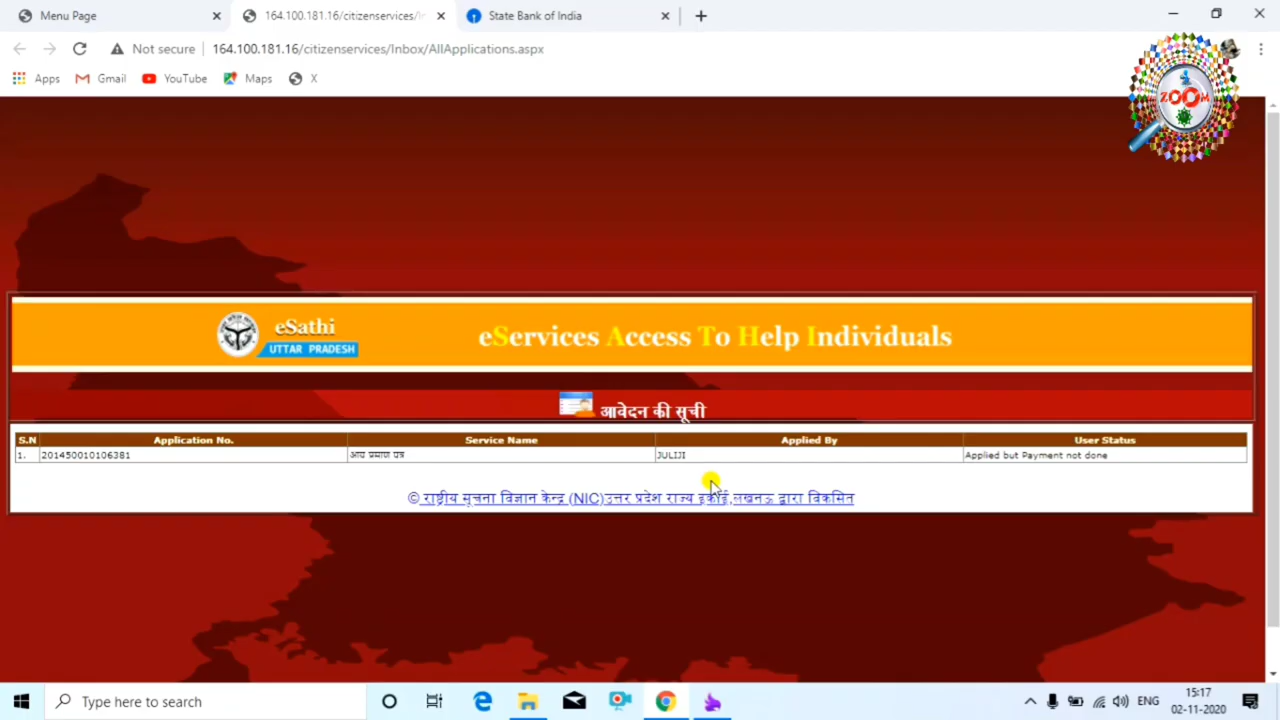 Menu Page
164.100.181.16/citizenservices/I
State Bank of India
Not secure
164.100.181.16/citizenservices/Inbox/AllApplications.aspx
Apps
Gmail
YouTube
Maps
X
ZOOM
eSathi
UTTAR PRADESH
eServices Access To Help Individuals
आवेदन की सूची
S.N Application No. Service Name Applied By User Status
1. 201450010106381 आय प्रमाण पत्र JULIJI Applied but Payment not done
© राष्ट्रीय सूचना विज्ञान केन्द्र (NIC)उत्तर प्रदेश राज्य इकाई,लखनऊ द्वारा विकसित
Type here to search
ENG
15:17
02-11-2020